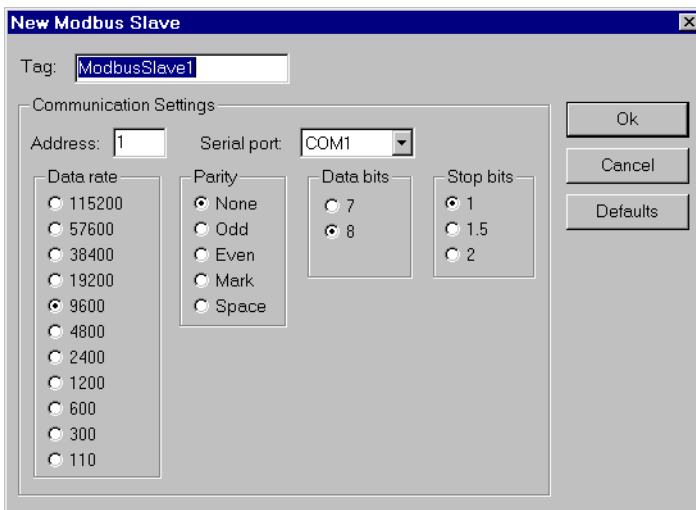 New Modbus Slave
Tag: ModbusSlave1
Communication Settings
Address: 1 Serial port: COM1
Data rate
115200
57600
38400
19200
9600
4800
2400
1200
600
300
110
Parity
None
Odd
Even
Mark
Space
Data bits
7
8
Stop bits
1
1.5
2
Ok
Cancel
Defaults